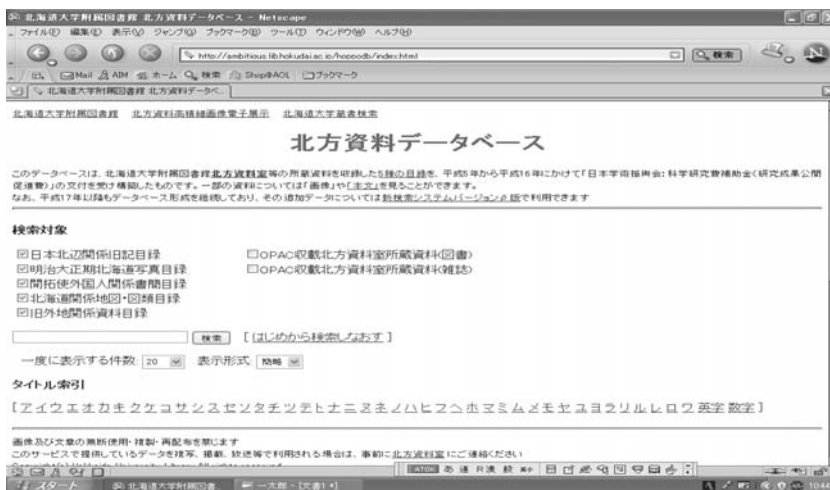 北海道大学附属図書館 北方資料データベース - Netscape
ファイル(F) 編集(E) 表示(V) ジャンプ(G) ブックマーク(B) ツール(T) ウィンドウ(W) ヘルプ(H)
http://ambitious.lib.hokudai.ac.jp/hoppodb/index.html 検索
Mail AIM ホーム 検索 Shop@AOL ブックマーク
北海道大学附属図書館 北方資料データベ...
北海道大学附属図書館 北方資料高精細画像電子展示 北海道大学蔵書検索
北方資料データベース
このデータベースは、北海道大学附属図書館北方資料室等の所蔵資料を収録した5種の目録を、平成5年から平成16年にかけて「日本学術振興会:科学研究費補助金(研究成果公開
促進費)」の交付を受け構築したものです。一部の資料については「画像」や「本文」を見ることができます。
なお、平成17年以降もデータベース形式を継続しており、その追加データについては新検索システムバージョンβ版で利用できます
検索対象
日本北辺関係旧記目録 OPAC収載北方資料室所蔵資料(図書)
明治大正期北海道写真目録 OPAC収載北方資料室所蔵資料(雑誌)
開拓使外国人関係書簡目録
北海道関係地図・図類目録
旧外地関係資料目録
検索 [はじめから検索しなおす]
一度に表示する件数: 20 表示形式: 簡略
タイトル索引
[アイウエオカキクケコサシスセソタチツテトナニヌネノハヒフヘホマミムメモヤユヨラリルレロワ 英字 数字]
画像及び文章の無断使用・複製・再配布を禁じます
このサービスで提供しているデータを複写、掲載、放送等で利用される場合は、事前に北方資料室にご連絡ください
スタート 北海道大学附属図書... 一太郎 - [文書1 *] 10:44